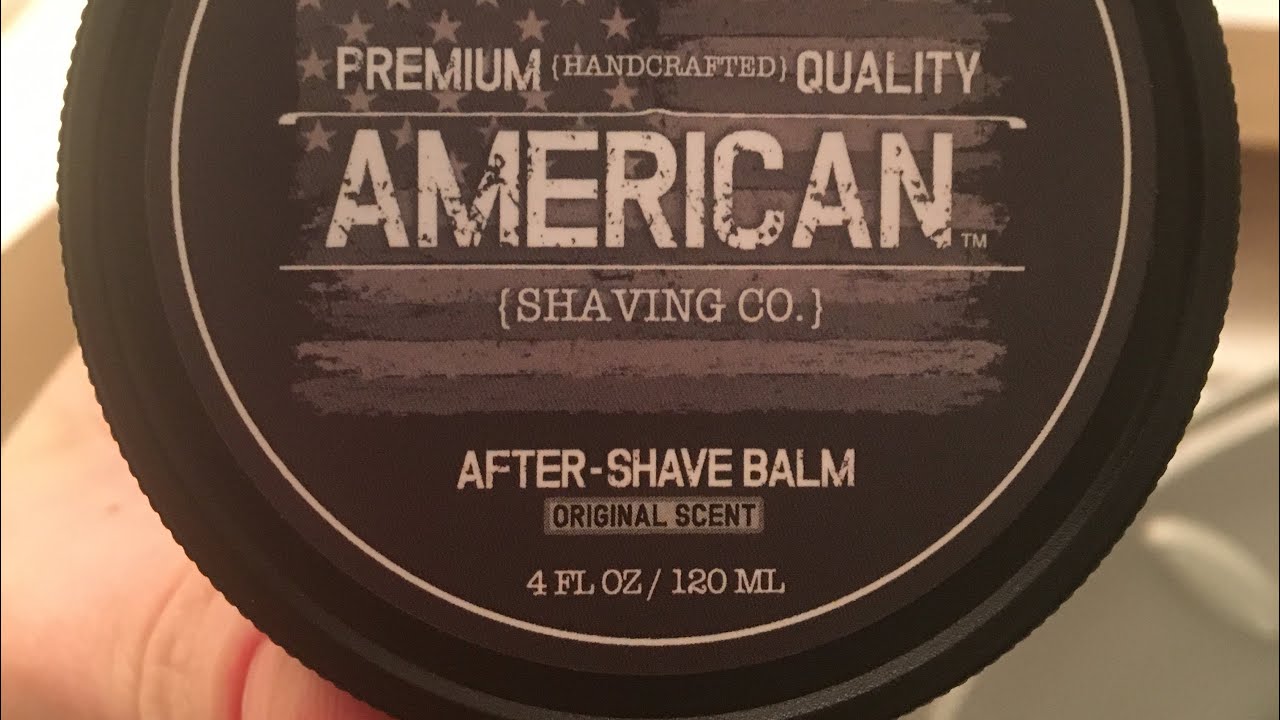 PREMIUM {HANDCRAFTED} QUALITY
AMERICAN™
{SHAVING CO.}
AFTER-SHAVE BALM
ORIGINAL SCENT
4 FL OZ / 120 ML